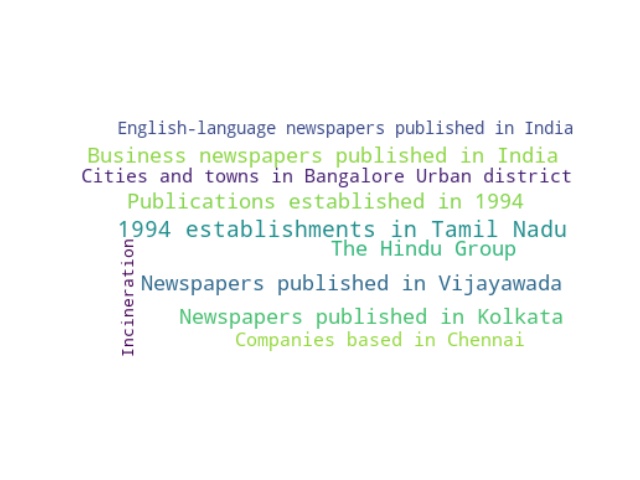 English-language newspapers published in India
Business newspapers published in India
Cities and towns in Bangalore Urban district
Publications established in 1994
1994 establishments in Tamil Nadu
The Hindu Group
Incineration
Newspapers published in Vijayawada
Newspapers published in Kolkata
Companies based in Chennai